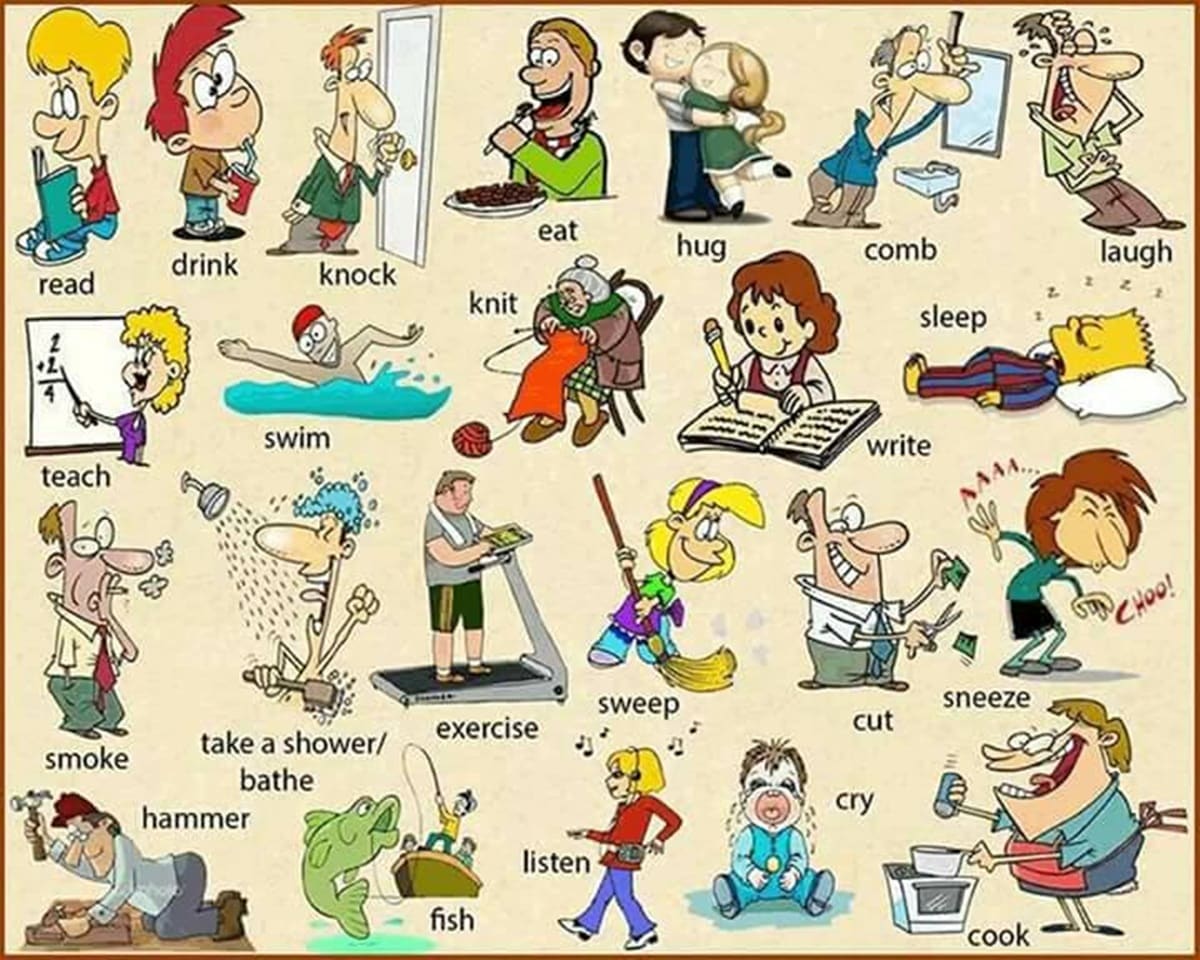 read
drink
knock
eat
hug
comb
laugh
2
+2
4
teach
swim
knit
write
sleep
z z z z z
smoke
take a shower/
bathe
exercise
sweep
cut
AAAA...
CHOO!
sneeze
hammer
photo
fish
listen
cry
cook